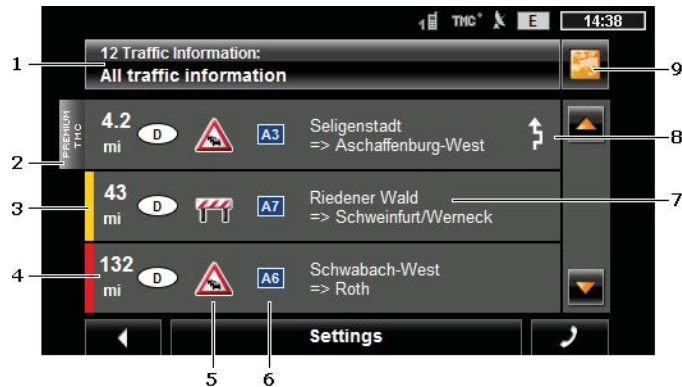 1 TMC+ E 14:38
12 Traffic Information:
All traffic information
PREMIUM
TMC
4.2
mi
D
A3
Seligenstadt
=> Aschaffenburg-West
43
mi
D
A7
Riedener Wald
=> Schweinfurt/Werneck
132
mi
D
A6
Schwabach-West
=> Roth
Settings
1
2
3
4
5
6
7
8
9